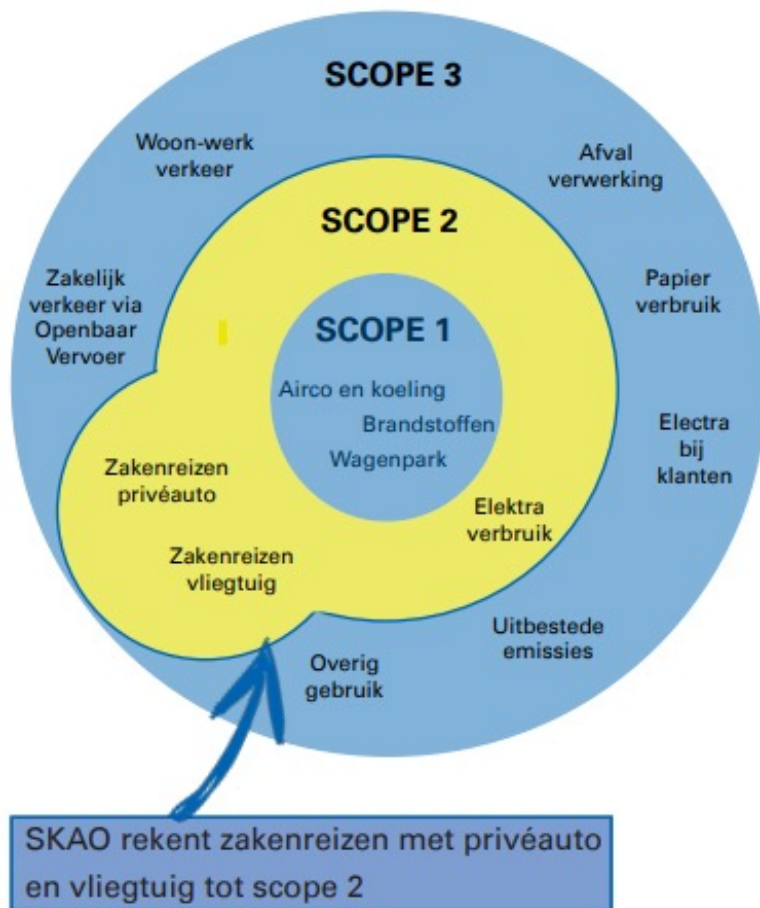 SCOPE 3
Woon-werk
verkeer
Afval
verwerking
SCOPE 2
Zakelijk
verkeer via
Openbaar
Vervoer
Papier
verbruik
SCOPE 1
Airco en koeling
Brandstoffen
Wagenpark
Electra
bij
klanten
Zakenreizen
privéauto
Elektra
verbruik
Zakenreizen
vliegtuig
Uitbestede
emissies
Overig
gebruik
SKAO rekent zakenreizen met privéauto
en vliegtuig tot scope 2